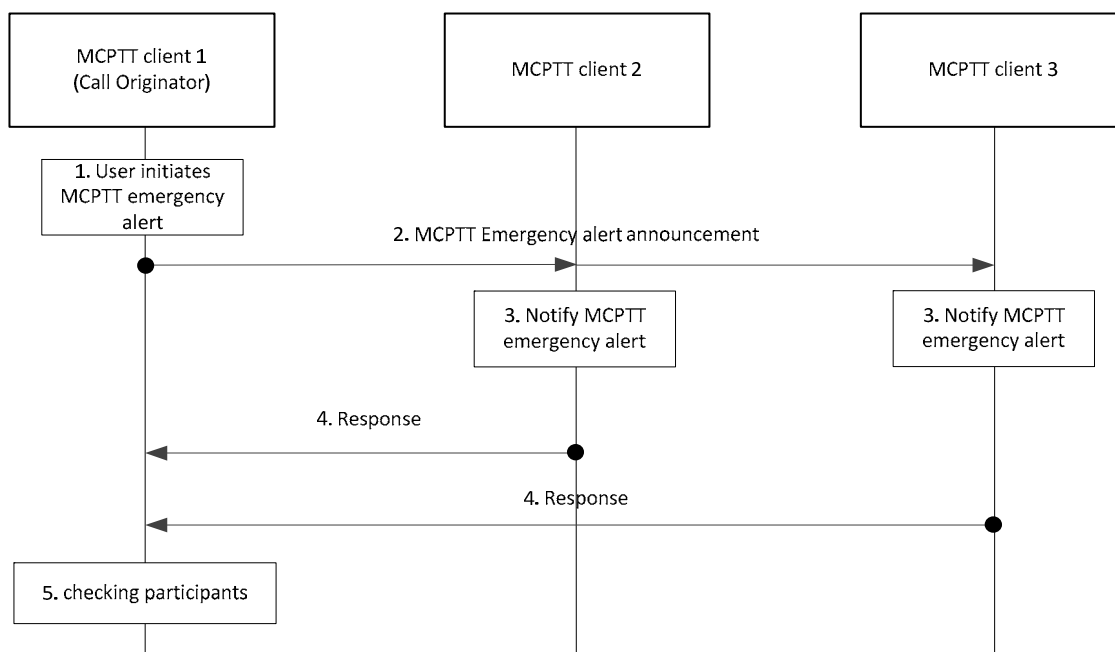 MCPTT client 1
(Call Originator)
MCPTT client 2
MCPTT client 3
1. User initiates
MCPTT emergency
alert
2. MCPTT Emergency alert announcement
3. Notify MCPTT
emergency alert
3. Notify MCPTT
emergency alert
4. Response
4. Response
5. checking participants